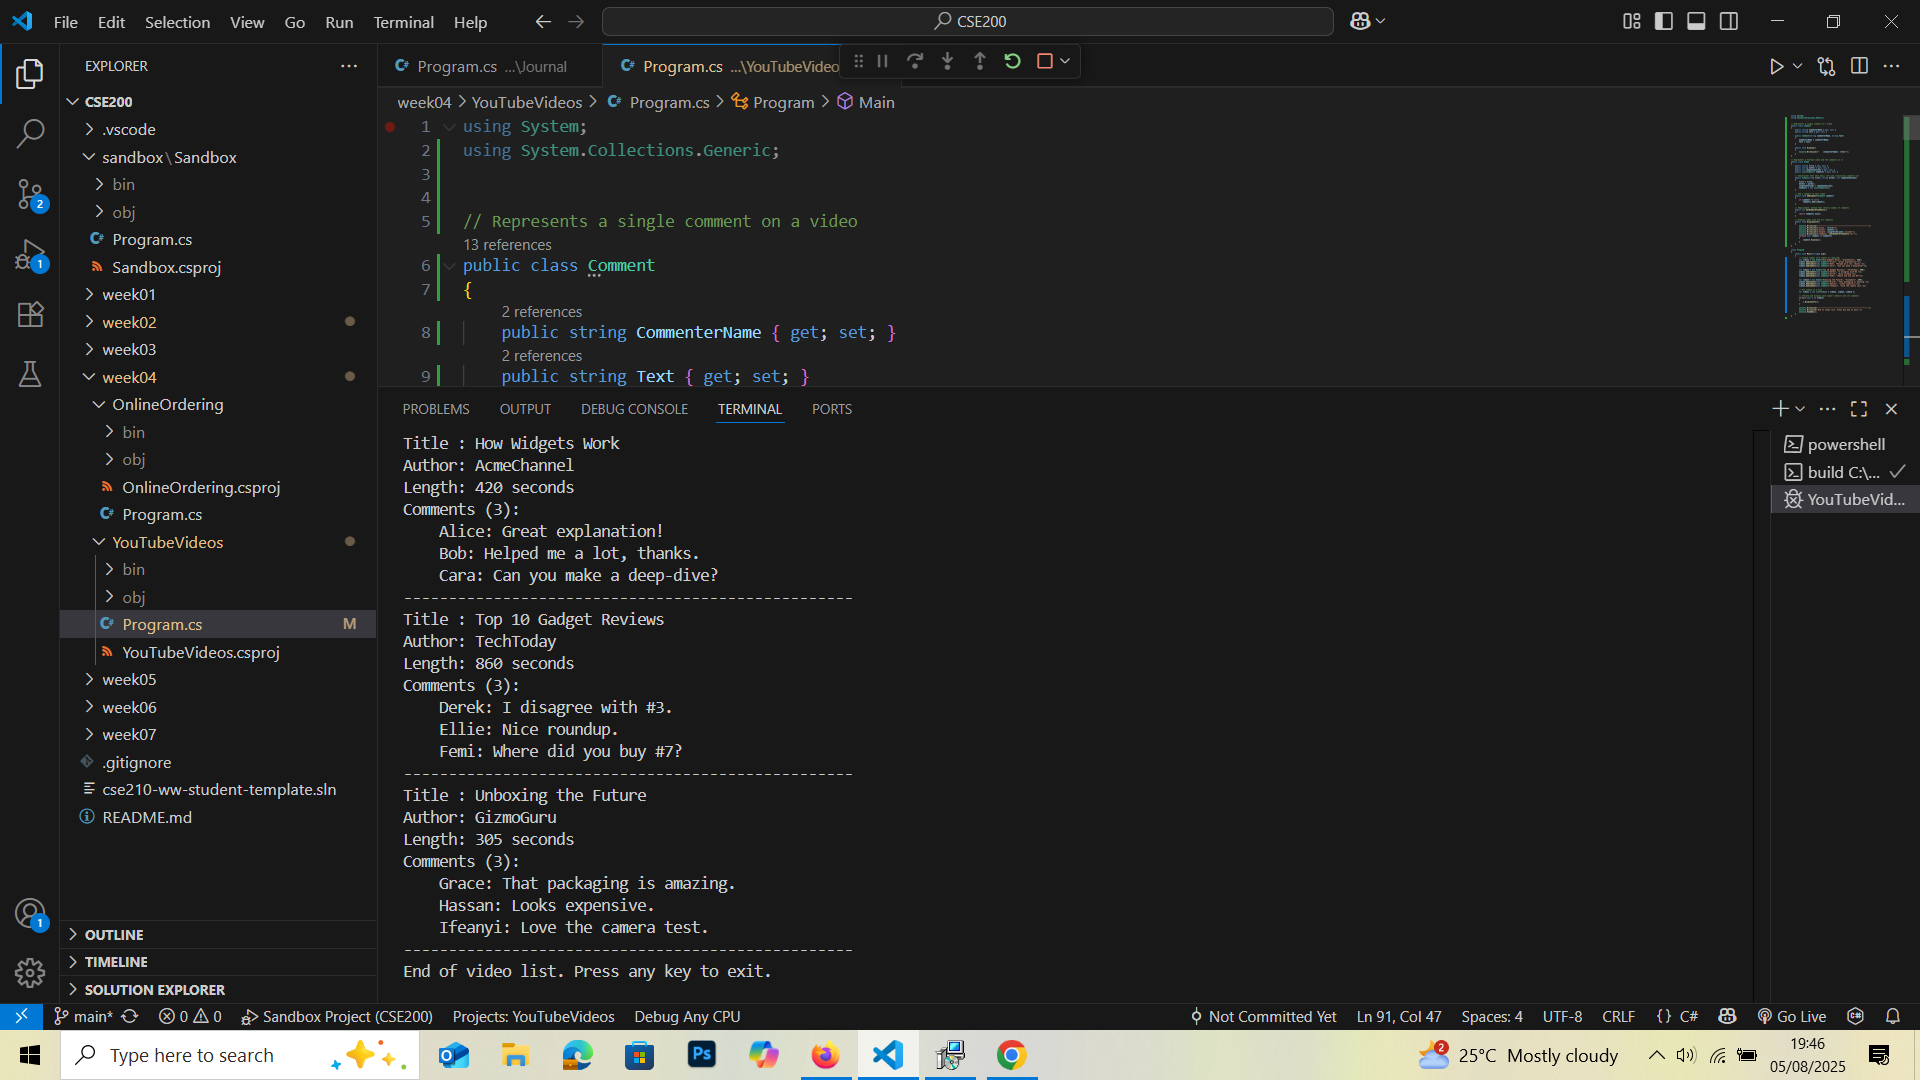 File Edit Selection View Go Run Terminal Help
CSE200
EXPLORER
CSE200
.vscode
sandbox\Sandbox
bin
obj
Program.cs
Sandbox.csproj
week01
week02
week03
week04
OnlineOrdering
bin
obj
OnlineOrdering.csproj
Program.cs
YouTubeVideos
bin
obj
Program.cs M
YouTubeVideos.csproj
week05
week06
week07
.gitignore
cse210-ww-student-template.sln
README.md
OUTLINE
TIMELINE
SOLUTION EXPLORER
2
1
1
Program.cs ...\Journal
Program.cs ...\YouTubeVideo
week04 > YouTubeVideos > Program.cs > Program > Main
1 using System;
2 using System.Collections.Generic;
3
4
5 // Represents a single comment on a video
13 references
6 public class Comment
7 {
2 references
8 public string CommenterName { get; set; }
2 references
9 public string Text { get; set; }
PROBLEMS OUTPUT DEBUG CONSOLE TERMINAL PORTS
Title : How Widgets Work
Author: AcmeChannel
Length: 420 seconds
Comments (3):
Alice: Great explanation!
Bob: Helped me a lot, thanks.
Cara: Can you make a deep-dive?
--------------------------------------------------
Title : Top 10 Gadget Reviews
Author: TechToday
Length: 860 seconds
Comments (3):
Derek: I disagree with #3.
Ellie: Nice roundup.
Femi: Where did you buy #7?
--------------------------------------------------
Title : Unboxing the Future
Author: GizmoGuru
Length: 305 seconds
Comments (3):
Grace: That packaging is amazing.
Hassan: Looks expensive.
Ifeanyi: Love the camera test.
--------------------------------------------------
End of video list. Press any key to exit.
powershell
build C:\...
YouTubeVid...
main* 0 0 Sandbox Project (CSE200) Projects: YouTubeVideos Debug Any CPU
Not Committed Yet Ln 91, Col 47 Spaces: 4 UTF-8 CRLF {} C# Go Live
Type here to search
Ps
2
25°C Mostly cloudy
19:46
05/08/2025